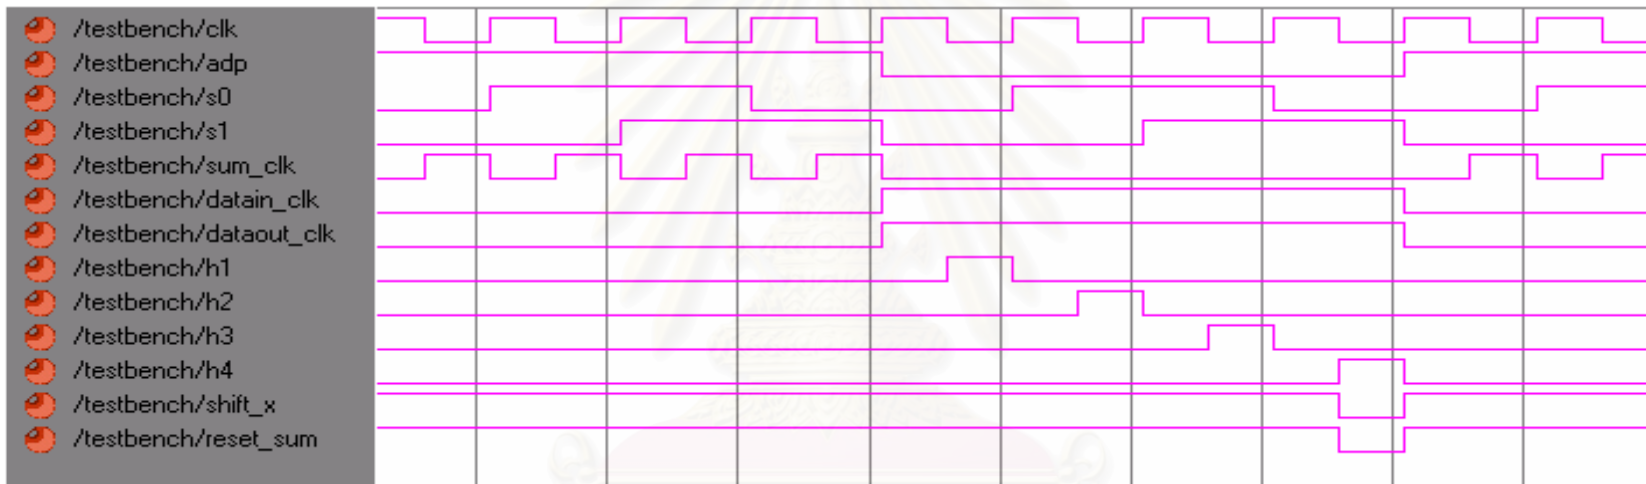 /testbench/clk
/testbench/adp
/testbench/s0
/testbench/s1
/testbench/sum_clk
/testbench/datain_clk
/testbench/dataout_clk
/testbench/h1
/testbench/h2
/testbench/h3
/testbench/h4
/testbench/shift_x
/testbench/reset_sum